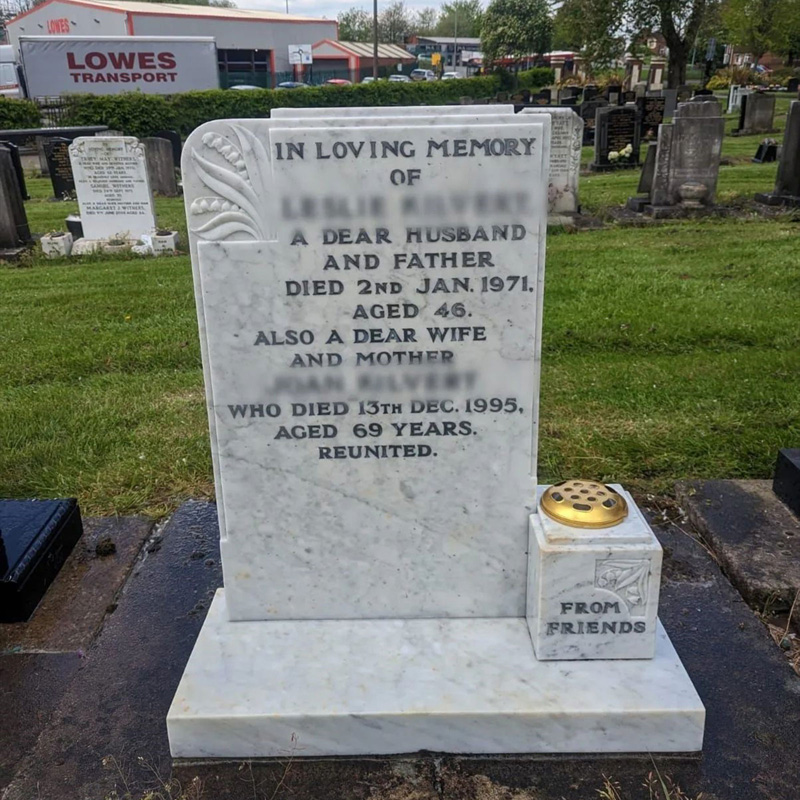 LOWES
LOWES
TRANSPORT
IN LOVING MEMORY
OF
A DEAR HUSBAND
AND FATHER
DIED 2ND JAN. 1971.
AGED 46.
ALSO A DEAR WIFE
AND MOTHER
WHO DIED 13TH DEC. 1995,
AGED 69 YEARS.
REUNITED.
FROM
FRIENDS